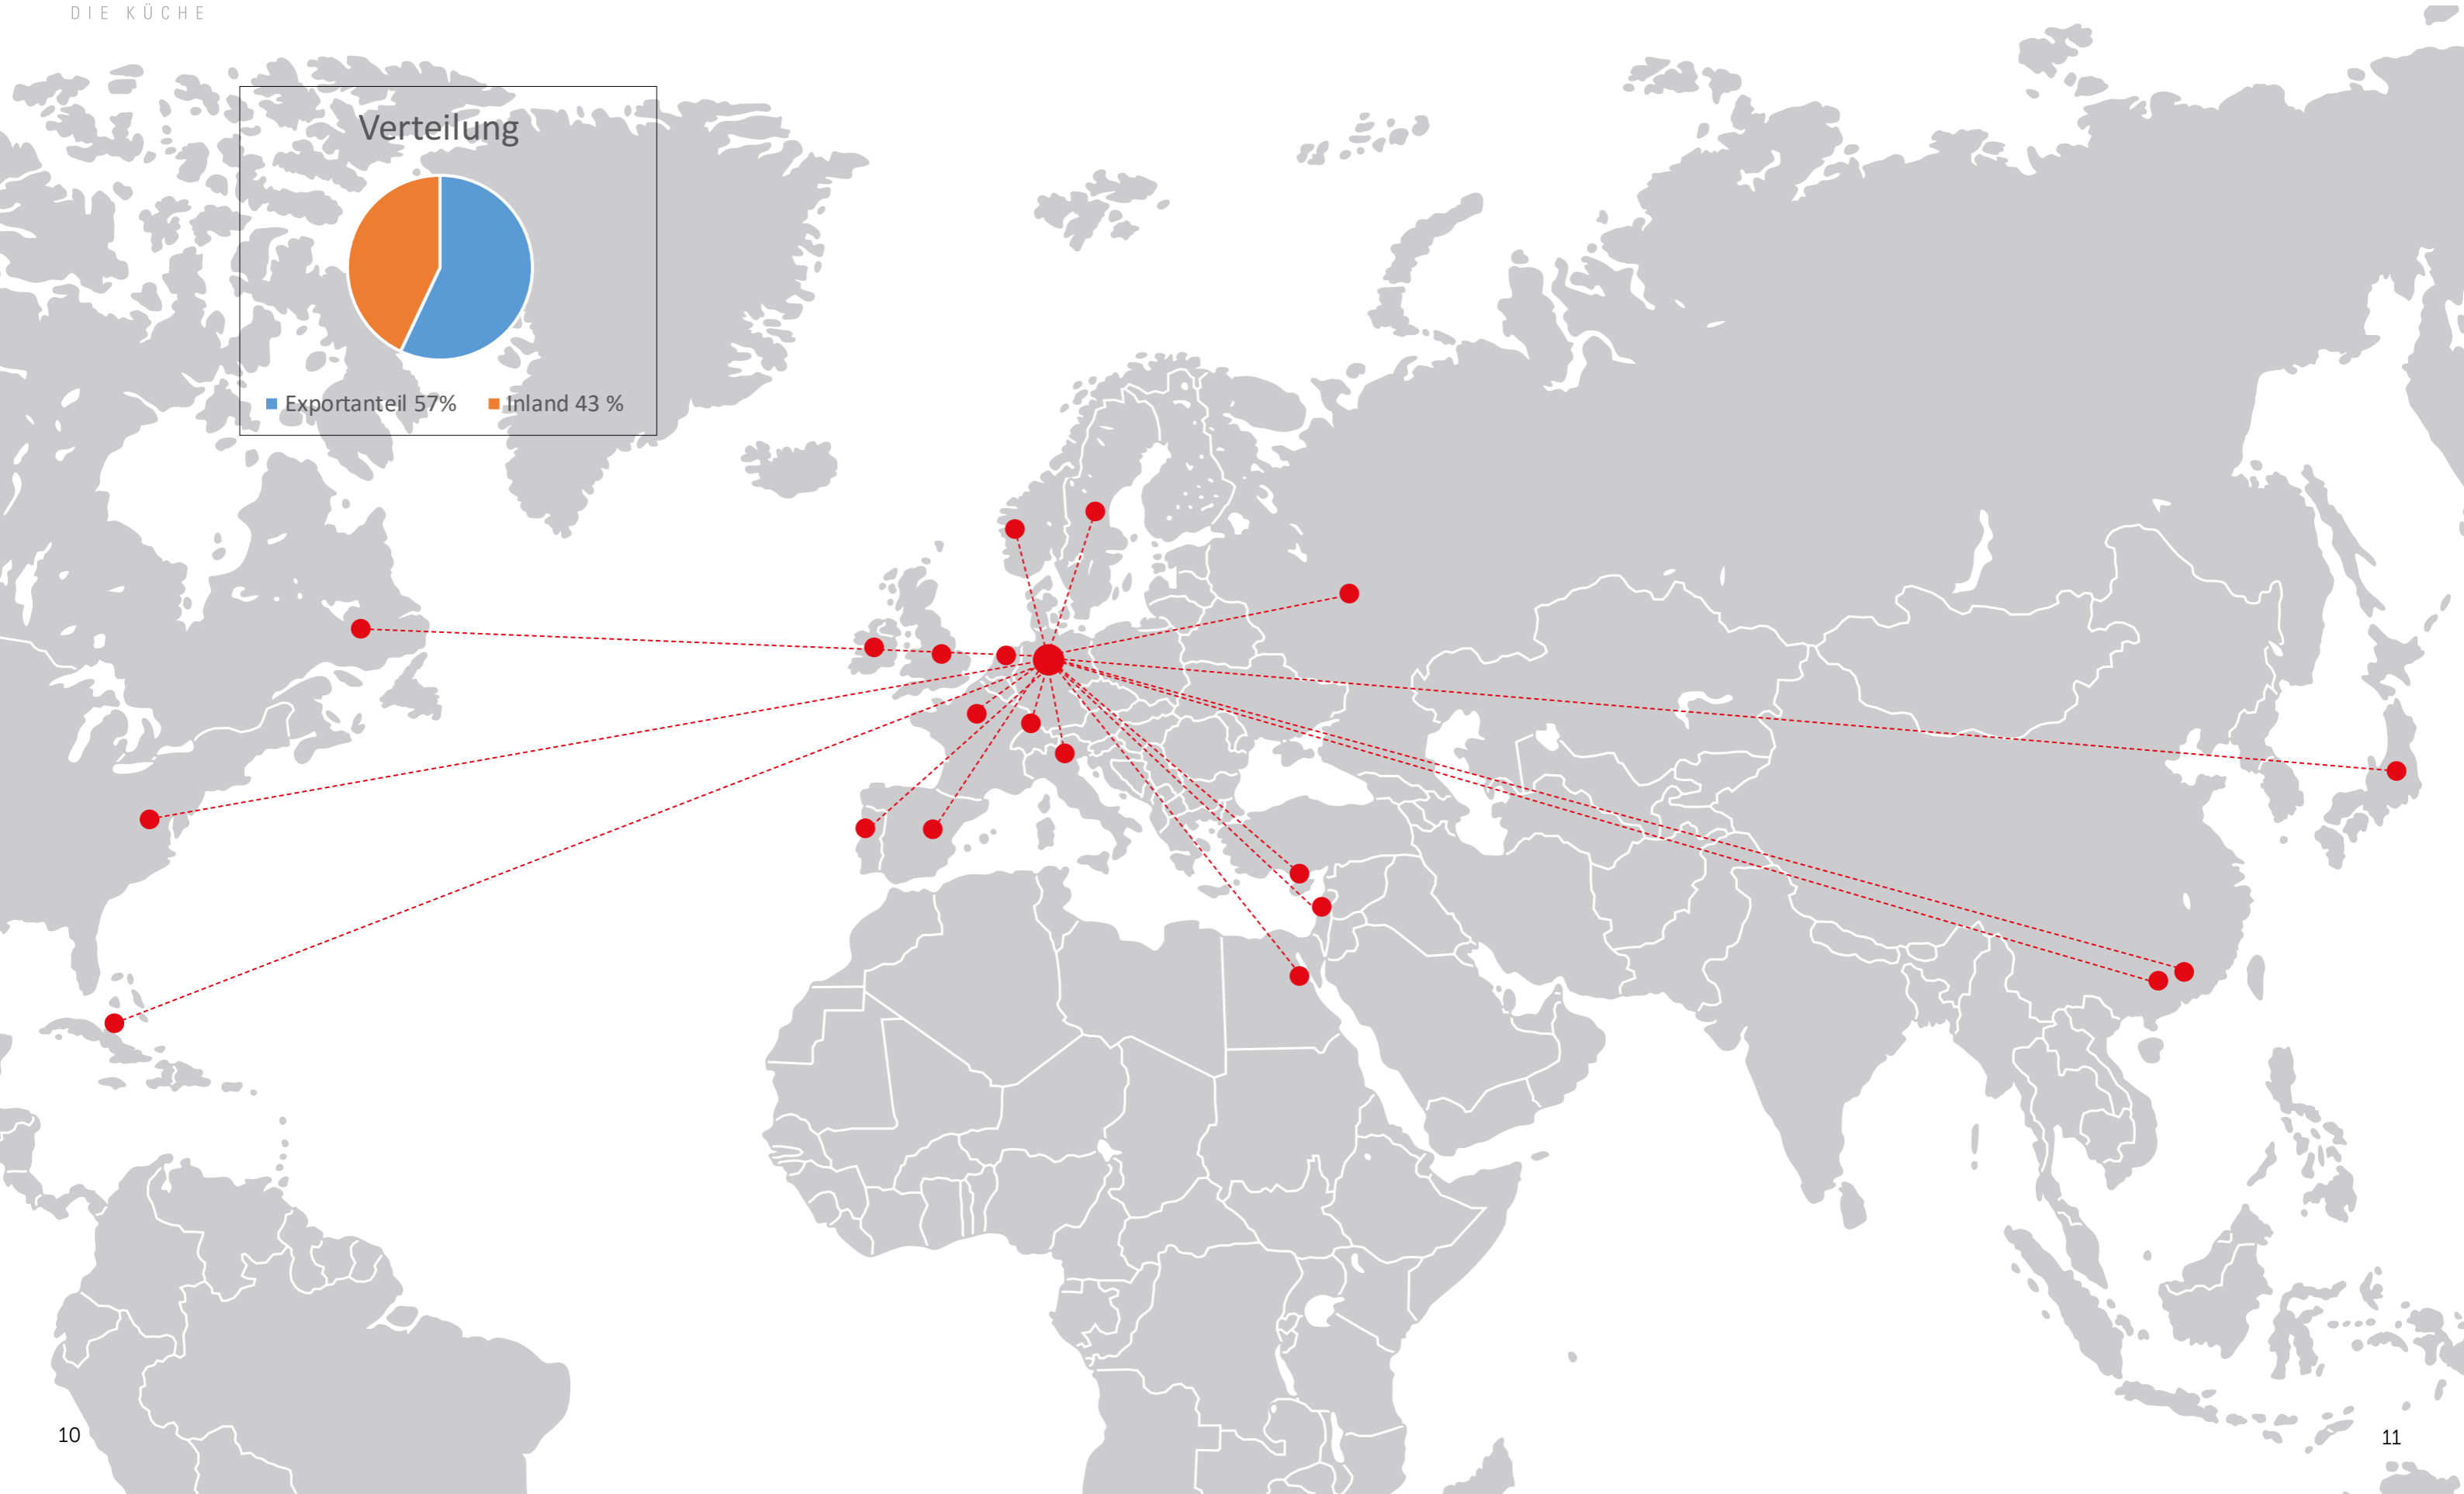 DIE KÜCHE
Verteilung
Exportanteil 57%
Inland 43 %
10
11